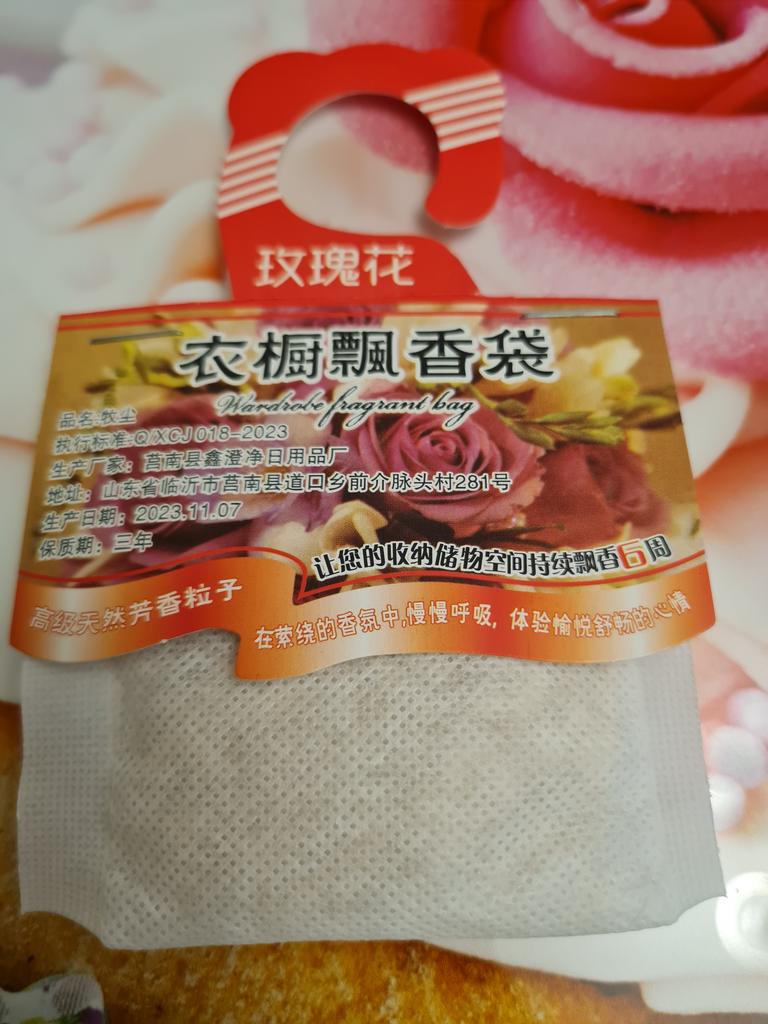 玫瑰花
衣橱飘香袋
Wardrobe fragrant bag
品名:牧尘
执行标准:Q/XCJ 018-2023
生产厂家：莒南县鑫澄净日用品厂
地址：山东省临沂市莒南县道口乡前介脉头村281号
生产日期：2023.11.07
保质期：三年
让您的收纳储物空间持续飘香6周
高级天然芳香粒子
在萦绕的香氛中,慢慢呼吸, 体验愉悦舒畅的心情